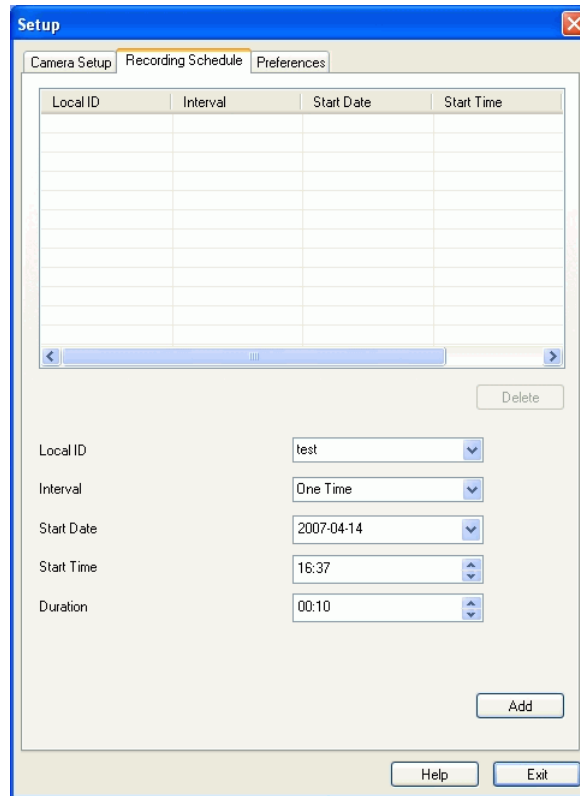 Setup
Camera Setup Recording Schedule Preferences
Local ID Interval Start Date Start Time
Delete
Local ID test
Interval One Time
Start Date 2007-04-14
Start Time 16:37
Duration 00:10
Add
Help Exit